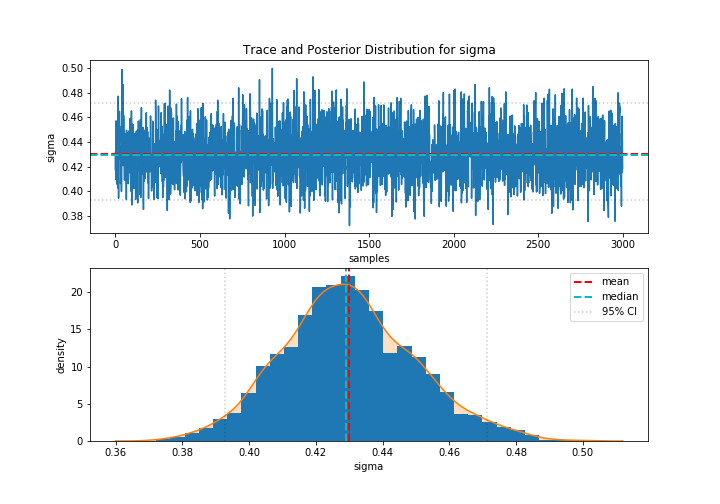 Trace and Posterior Distribution for sigma
0.50
0.48
0.46
0.44
0.42
0.40
0.38
sigma
0 500 1000 1500 2000 2500 3000
samples
mean
median
95% CI
20
15
10
5
0
density
0.36 0.38 0.40 0.42 0.44 0.46 0.48 0.50
sigma